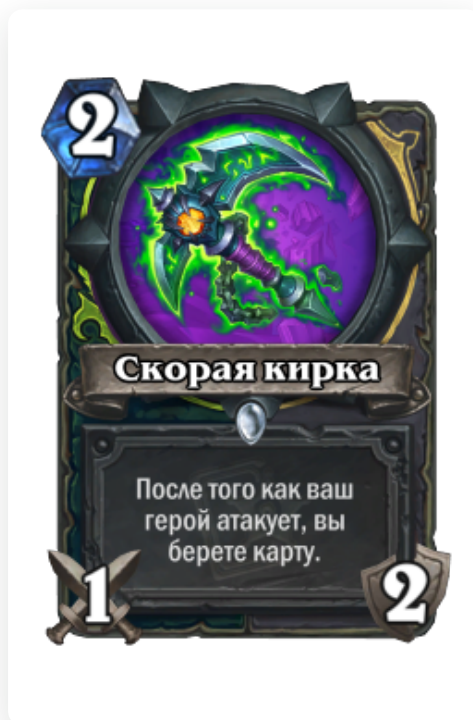 2
Скорая кирка
После того как ваш
герой атакует, вы
берете карту.
1
2